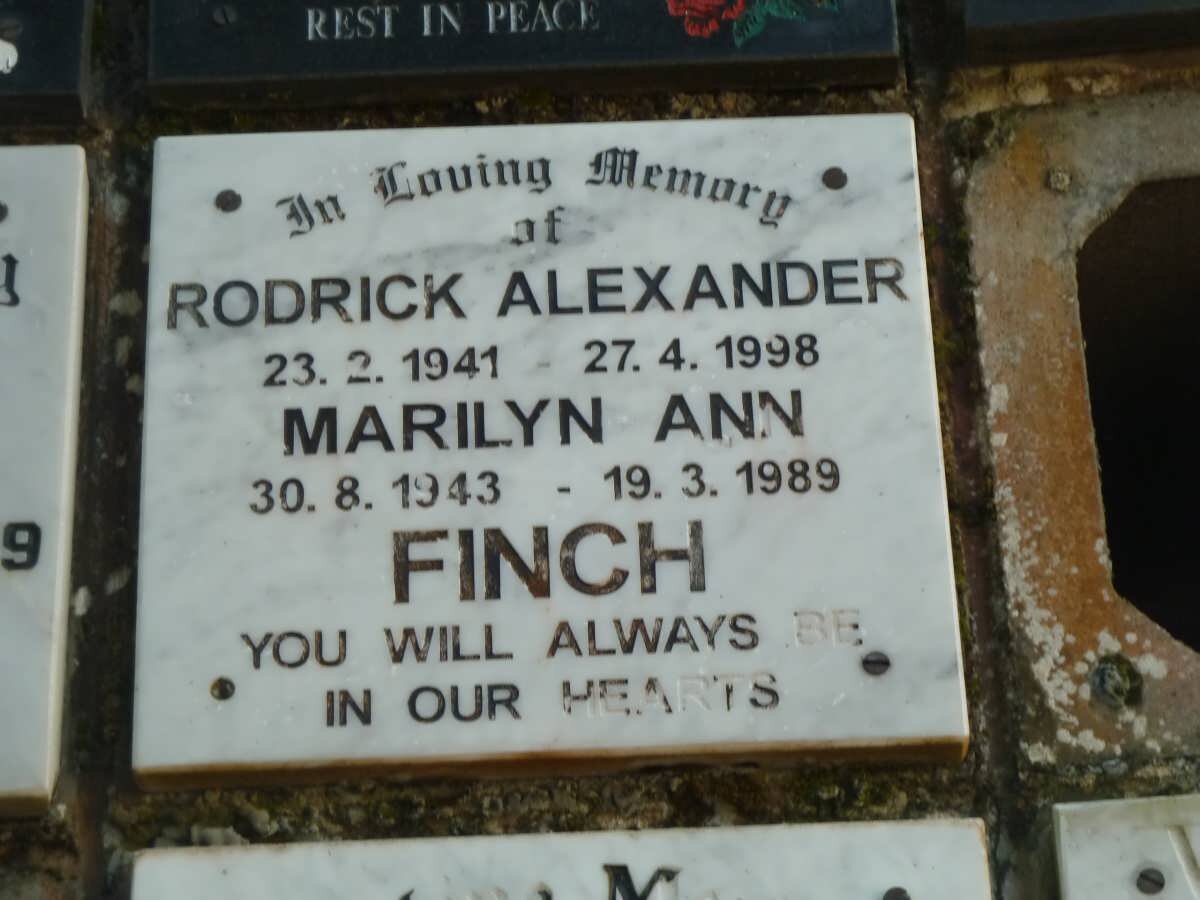 REST IN PEACE
In Loving Memory
of
RODRICK ALEXANDER
23. 2. 1941 - 27. 4. 1998
MARILYN ANN
30. 8. 1943 - 19. 3. 1989
FINCH
YOU WILL ALWAYS BE
IN OUR HEARTS
y
9